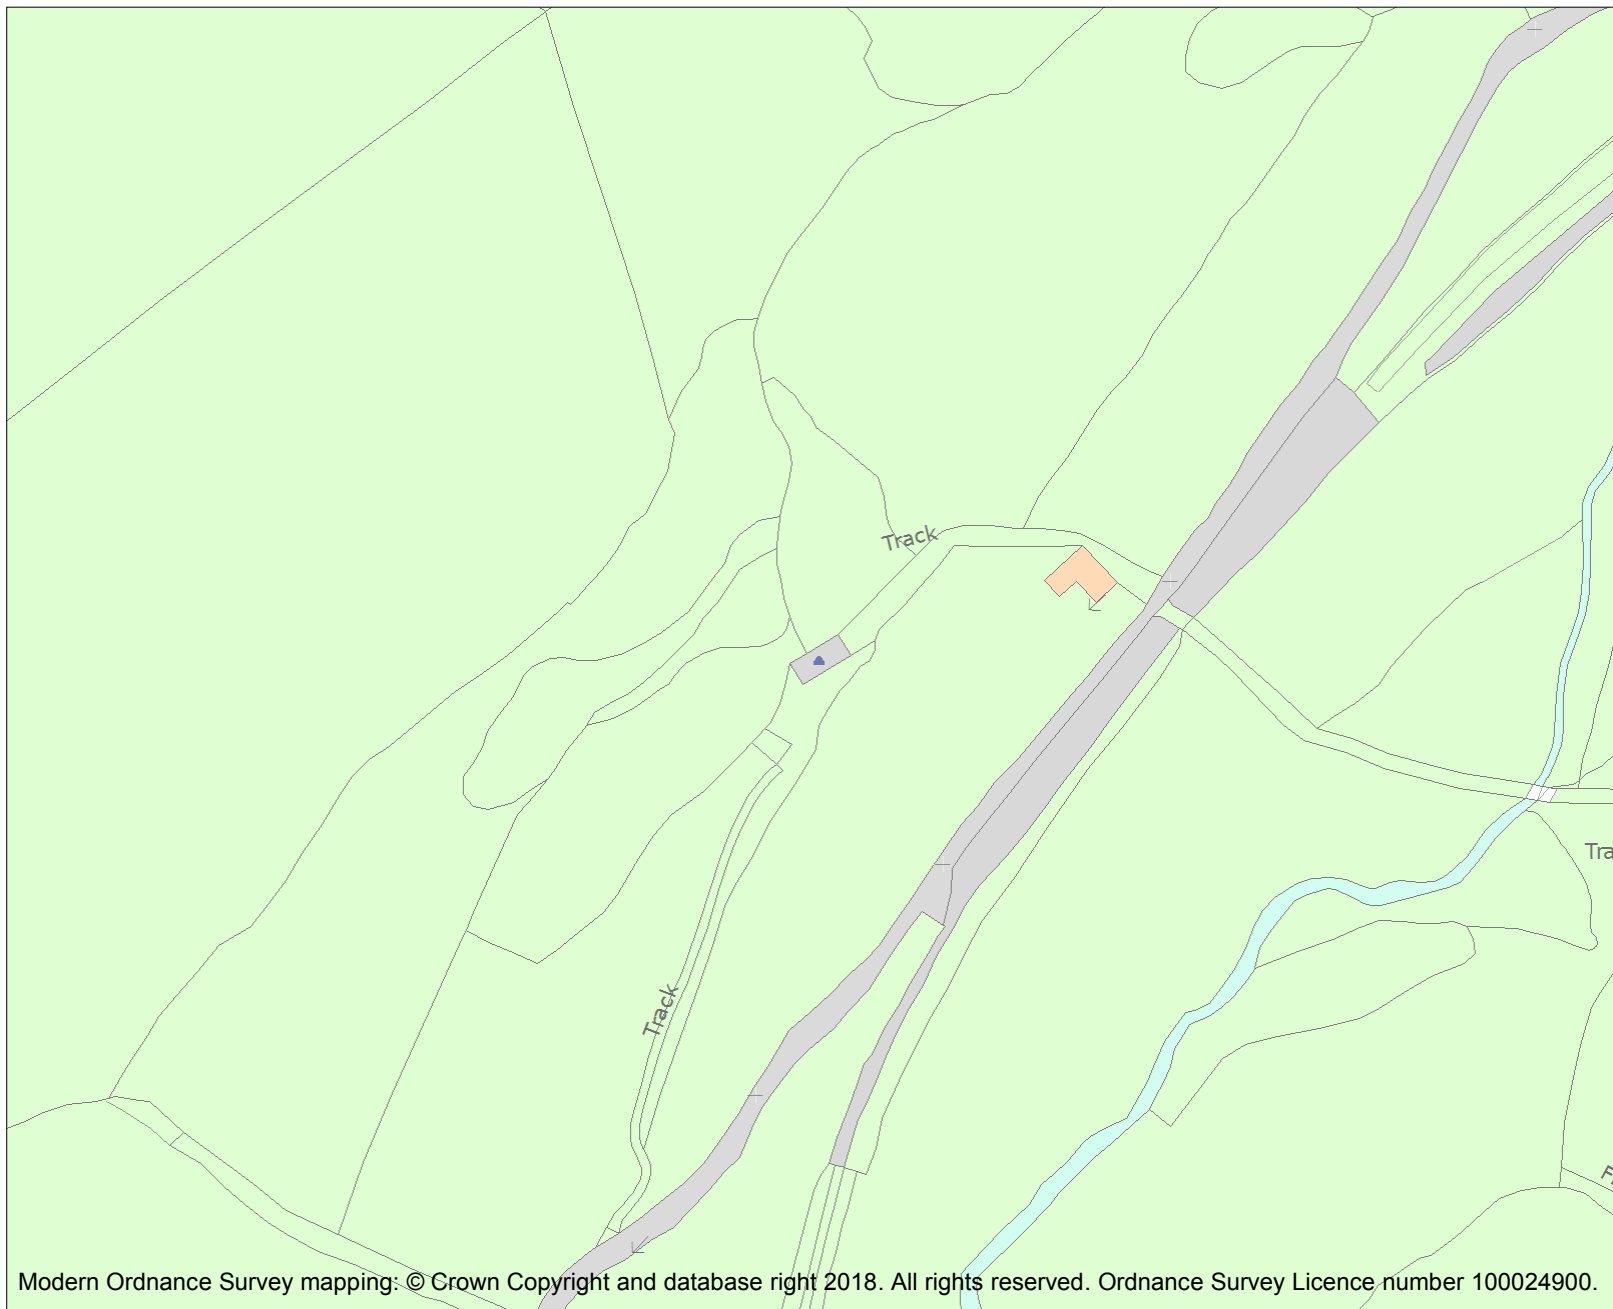 Track
Tra
Track
Modern Ordnance Survey mapping: © Crown Copyright and database right 2018. All rights reserved. Ordnance Survey Licence number 100024900.